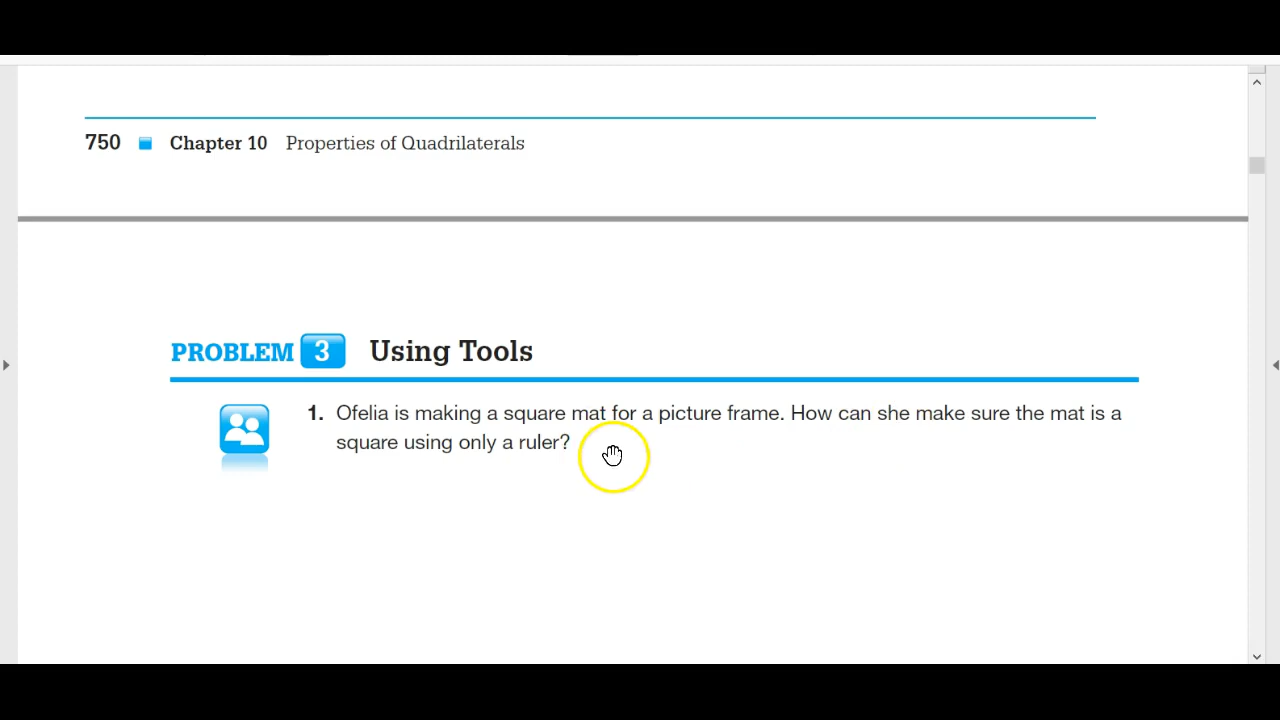 750 Chapter 10 Properties of Quadrilaterals
PROBLEM 3 Using Tools
1. Ofelia is making a square mat for a picture frame. How can she make sure the mat is a
square using only a ruler?